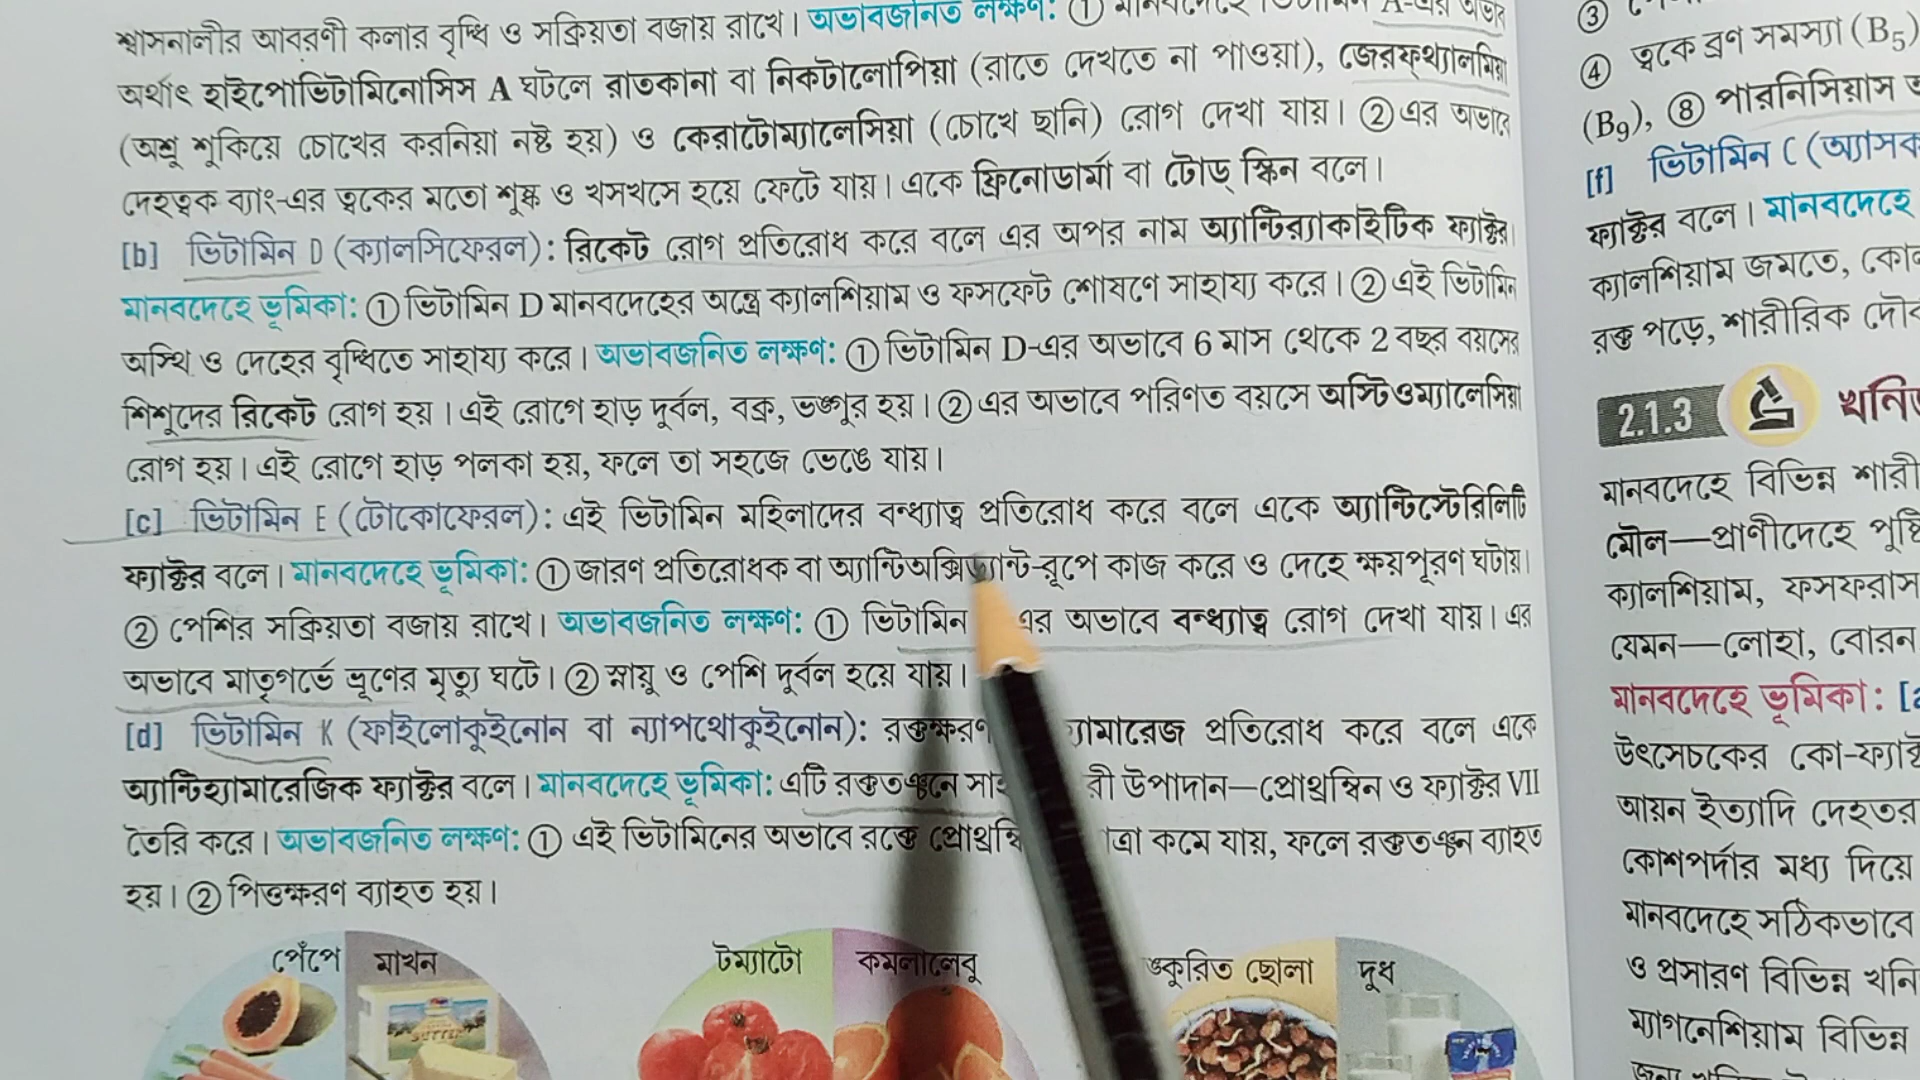 শ্বাসনালীর আবরণী কলার বৃদ্ধি ও সক্রিয়তা বজায় রাখে। অভাবজনিত লক্ষণ: ① মানবদেহে ভিটামিন A-এর অভাব
অর্থাৎ হাইপোভিটামিনোসিস A ঘটলে রাতকানা বা নিকটালোপিয়া (রাতে দেখতে না পাওয়া), জেরফ্থ্যালমিয়া
(অশ্রু শুকিয়ে চোখের করনিয়া নষ্ট হয়) ও কেরাটোম্যালেসিয়া (চোখে ছানি) রোগ দেখা যায়। ② এর অভাবে
দেহত্বক ব্যাং-এর ত্বকের মতো শুষ্ক ও খসখসে হয়ে ফেটে যায়। একে ফ্রিনোডার্মা বা টোড্ স্কিন বলে।
[b] ভিটামিন D (ক্যালসিফেরল): রিকেট রোগ প্রতিরোধ করে বলে এর অপর নাম অ্যান্টির‍্যাকাইটিক ফ্যাক্টর।
মানবদেহে ভূমিকা: ① ভিটামিন D মানবদেহের অন্ত্রে ক্যালশিয়াম ও ফসফেট শোষণে সাহায্য করে। ② এই ভিটামিন
অস্থি ও দেহের বৃদ্ধিতে সাহায্য করে। অভাবজনিত লক্ষণ: ① ভিটামিন D-এর অভাবে 6 মাস থেকে 2 বছর বয়সের
শিশুদের রিকেট রোগ হয়। এই রোগে হাড় দুর্বল, বক্র, ভঙ্গুর হয়। ② এর অভাবে পরিণত বয়সে অস্টিওম্যালেসিয়া
রোগ হয়। এই রোগে হাড় পলকা হয়, ফলে তা সহজে ভেঙে যায়।
[c] ভিটামিন E (টোকোফেরল): এই ভিটামিন মহিলাদের বন্ধ্যাত্ব প্রতিরোধ করে বলে একে অ্যান্টিস্টেরিলিটি
ফ্যাক্টর বলে। মানবদেহে ভূমিকা: ① জারণ প্রতিরোধক বা অ্যান্টিঅক্সিড্যান্ট-রূপে কাজ করে ও দেহে ক্ষয়পূরণ ঘটায়।
② পেশির সক্রিয়তা বজায় রাখে। অভাবজনিত লক্ষণ: ① ভিটামিন এর অভাবে বন্ধ্যাত্ব রোগ দেখা যায়। এর
অভাবে মাতৃগর্ভে ভ্রূণের মৃত্যু ঘটে। ② স্নায়ু ও পেশি দুর্বল হয়ে যায়।
[d] ভিটামিন K (ফাইলোকুইনোন বা ন্যাপথোকুইনোন): রক্তক্ষরণ প্রতিরোধ করে বলে একে
অ্যান্টিহ্যামারেজিক ফ্যাক্টর বলে। মানবদেহে ভূমিকা: এটি রক্ততঞ্চনে উপাদান—প্রোথ্রম্বিন ও ফ্যাক্টর VII
তৈরি করে। অভাবজনিত লক্ষণ: ① এই ভিটামিনের অভাবে রক্তে কমে যায়, ফলে রক্ততঞ্চন ব্যাহত
হয়। ② পিত্তক্ষরণ ব্যাহত হয়।
পেঁপে মাখন টম্যাটো কমলালেবু ছোলা দুধ
③
④ ত্বকে ব্রণ সমস্যা (B5)
(B9), ⑧ পারনিসিয়াস
[f] ভিটামিন C
ফ্যাক্টর বলে। মানবদেহে
ক্যালশিয়াম জমতে,
রক্ত পড়ে, শারীরিক
2.1.3
মানবদেহে বিভিন্ন
মৌল—প্রাণীদেহে
ক্যালশিয়াম, ফসফরাস
যেমন—লোহা, বোরন
মানবদেহে ভূমিকা:
উৎসেচকের
আয়ন ইত্যাদি
কোশপর্দার মধ্য দিয়ে
মানবদেহে সঠিকভাবে
ও প্রসারণ বিভিন্ন
ম্যাগনেশিয়াম বিভিন্ন